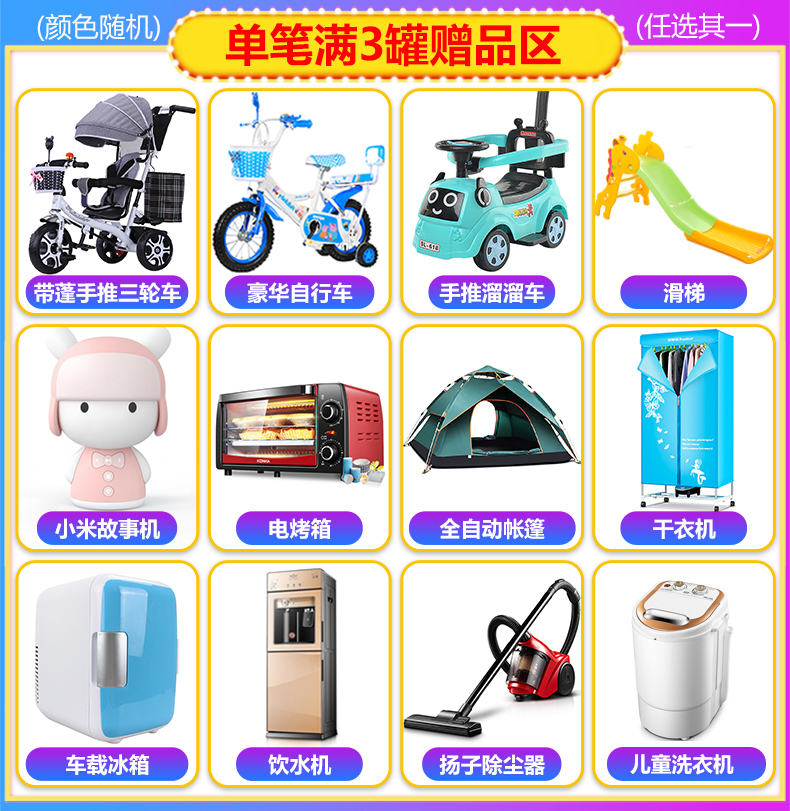 (颜色随机)
单笔满3罐赠品区
(任选其一)
带蓬手推三轮车
豪华自行车
BL-618
手推溜溜车
滑梯
小米故事机
KONKA
电烤箱
全自动帐篷
干衣机
车载冰箱
饮水机
扬子除尘器
儿童洗衣机